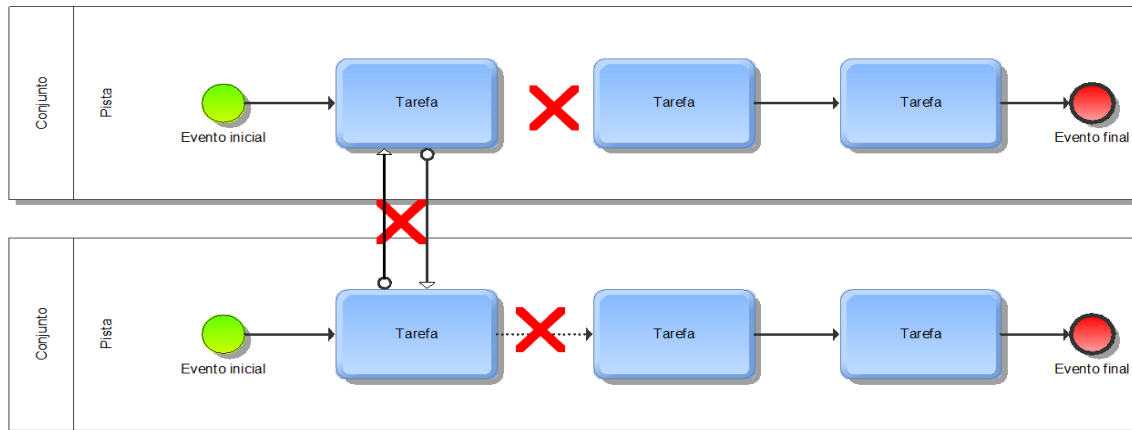 Conjunto
Pista
Tarefa
Tarefa
Tarefa
Evento inicial
Evento final
Conjunto
Pista
Tarefa
Tarefa
Tarefa
Evento inicial
Evento final